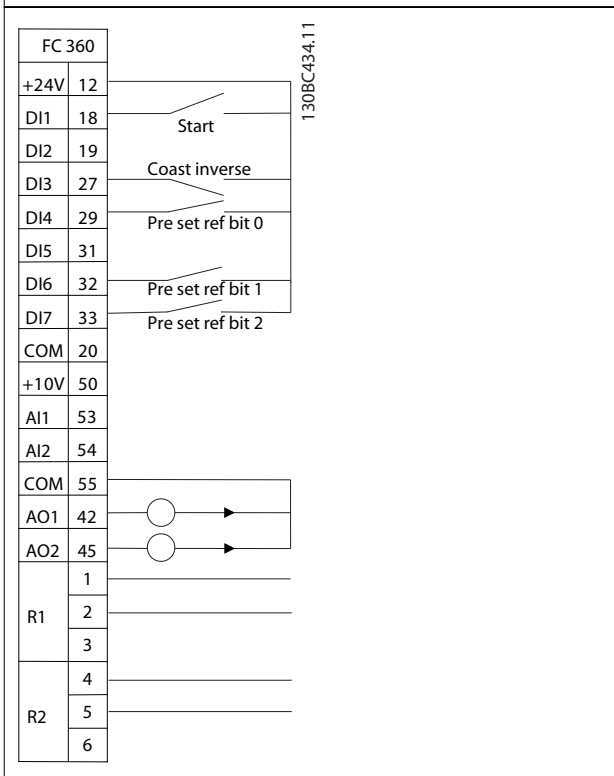 130BC434.11
FC 360
+24V 12
DI1 18
Start
DI2 19
Coast inverse
DI3 27
DI4 29
Pre set ref bit 0
DI5 31
DI6 32
Pre set ref bit 1
DI7 33
Pre set ref bit 2
COM 20
+10V 50
AI1 53
AI2 54
COM 55
AO1 42
AO2 45
R1
1
2
3
R2
4
5
6